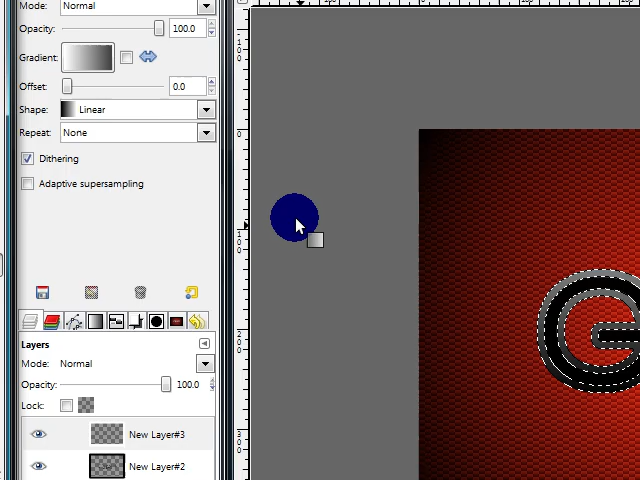 Mode: Normal
Opacity: 100.0
Gradient:
Offset: 0.0
Shape: Linear
Repeat: None
Dithering
Adaptive supersampling
Layers
Mode: Normal
Opacity: 100.0
Lock:
New Layer#3
New Layer#2
G